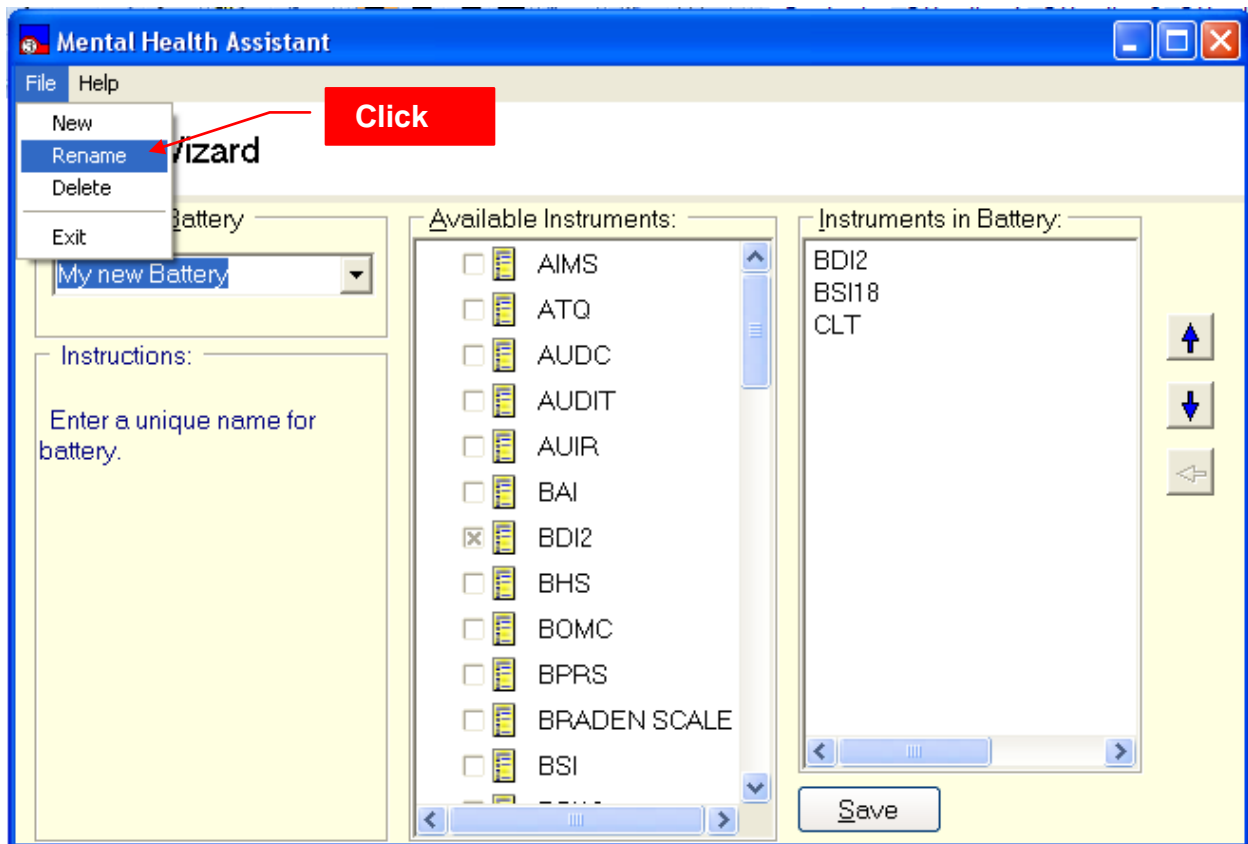 Mental Health Assistant
File Help
Click
New
Rename
Delete
Exit
Battery
My new Battery
Instructions:
Enter a unique name for
battery.
Available Instruments:
AIMS
ATQ
AUDC
AUDIT
AUIR
BAI
BDI2
BHS
BOMC
BPRS
BRADEN SCALE
BSI
Instruments in Battery:
BDI2
BSI18
CLT
Save